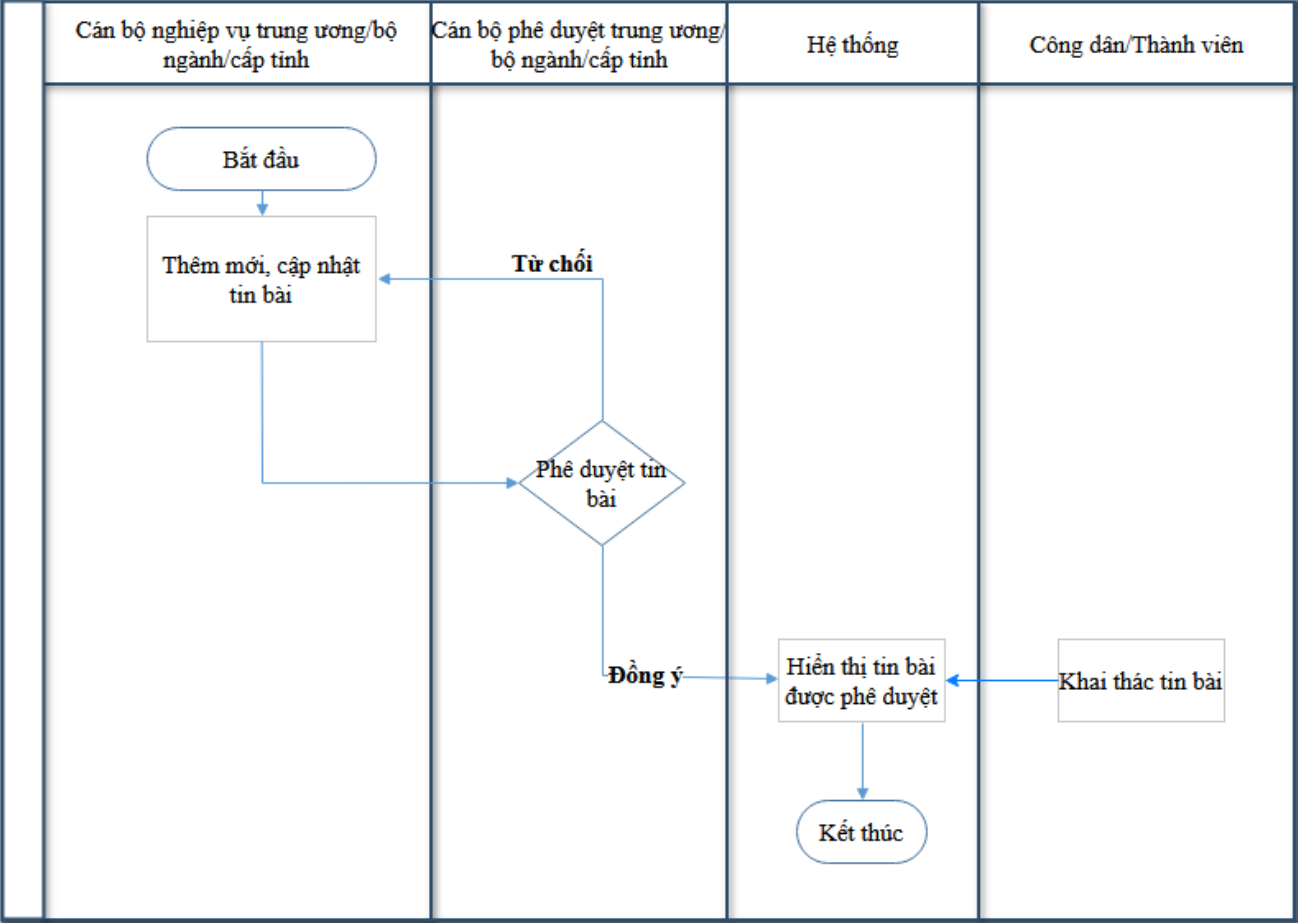 Cán bộ nghiệp vụ trung ương/bộ
ngành/cấp tỉnh
Cán bộ phê duyệt trung ương/
bộ ngành/cấp tỉnh
Hệ thống
Công dân/Thành viên
Bắt đầu
Thêm mới, cập nhật
tin bài
Từ chối
Phê duyệt tin
bài
Đồng ý
Hiển thị tin bài
được phê duyệt
Khai thác tin bài
Kết thúc